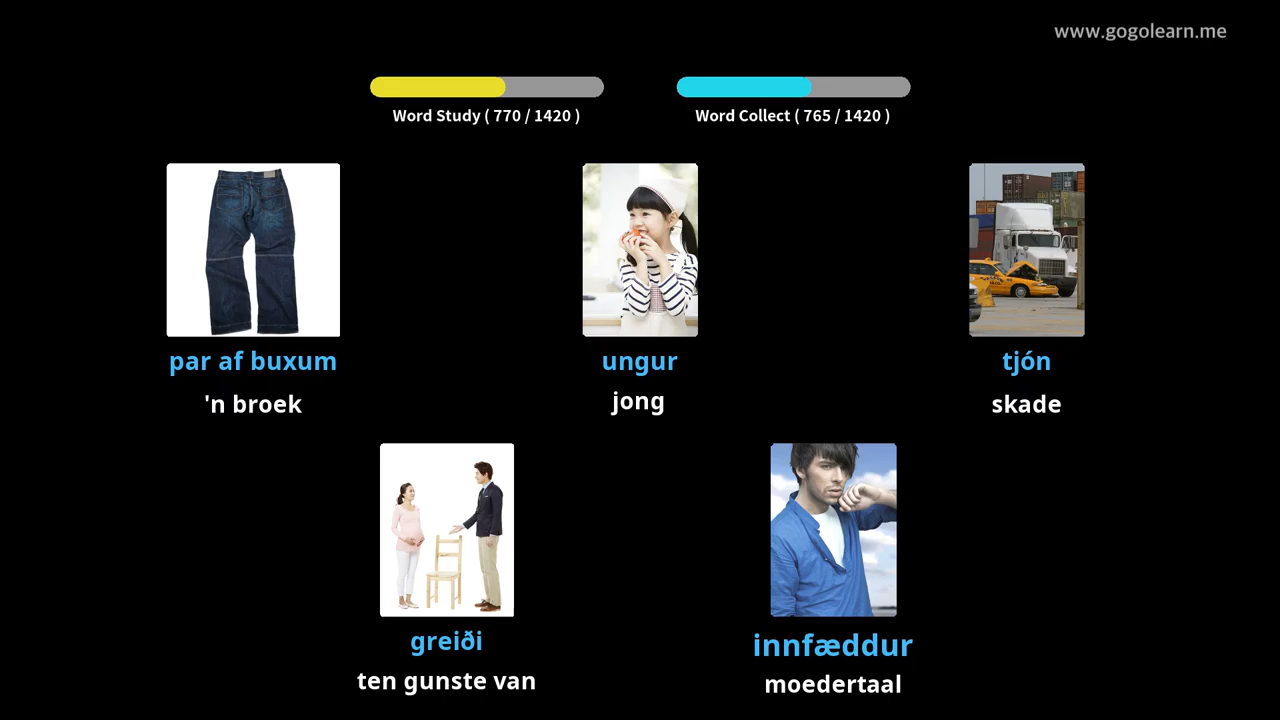 www.gogolearn.me
Word Study ( 770 / 1420 )
Word Collect ( 765 / 1420 )
par af buxum
ungur
tjón
'n broek
jong
skade
greiði
innfæddur
ten gunste van
moedertaal